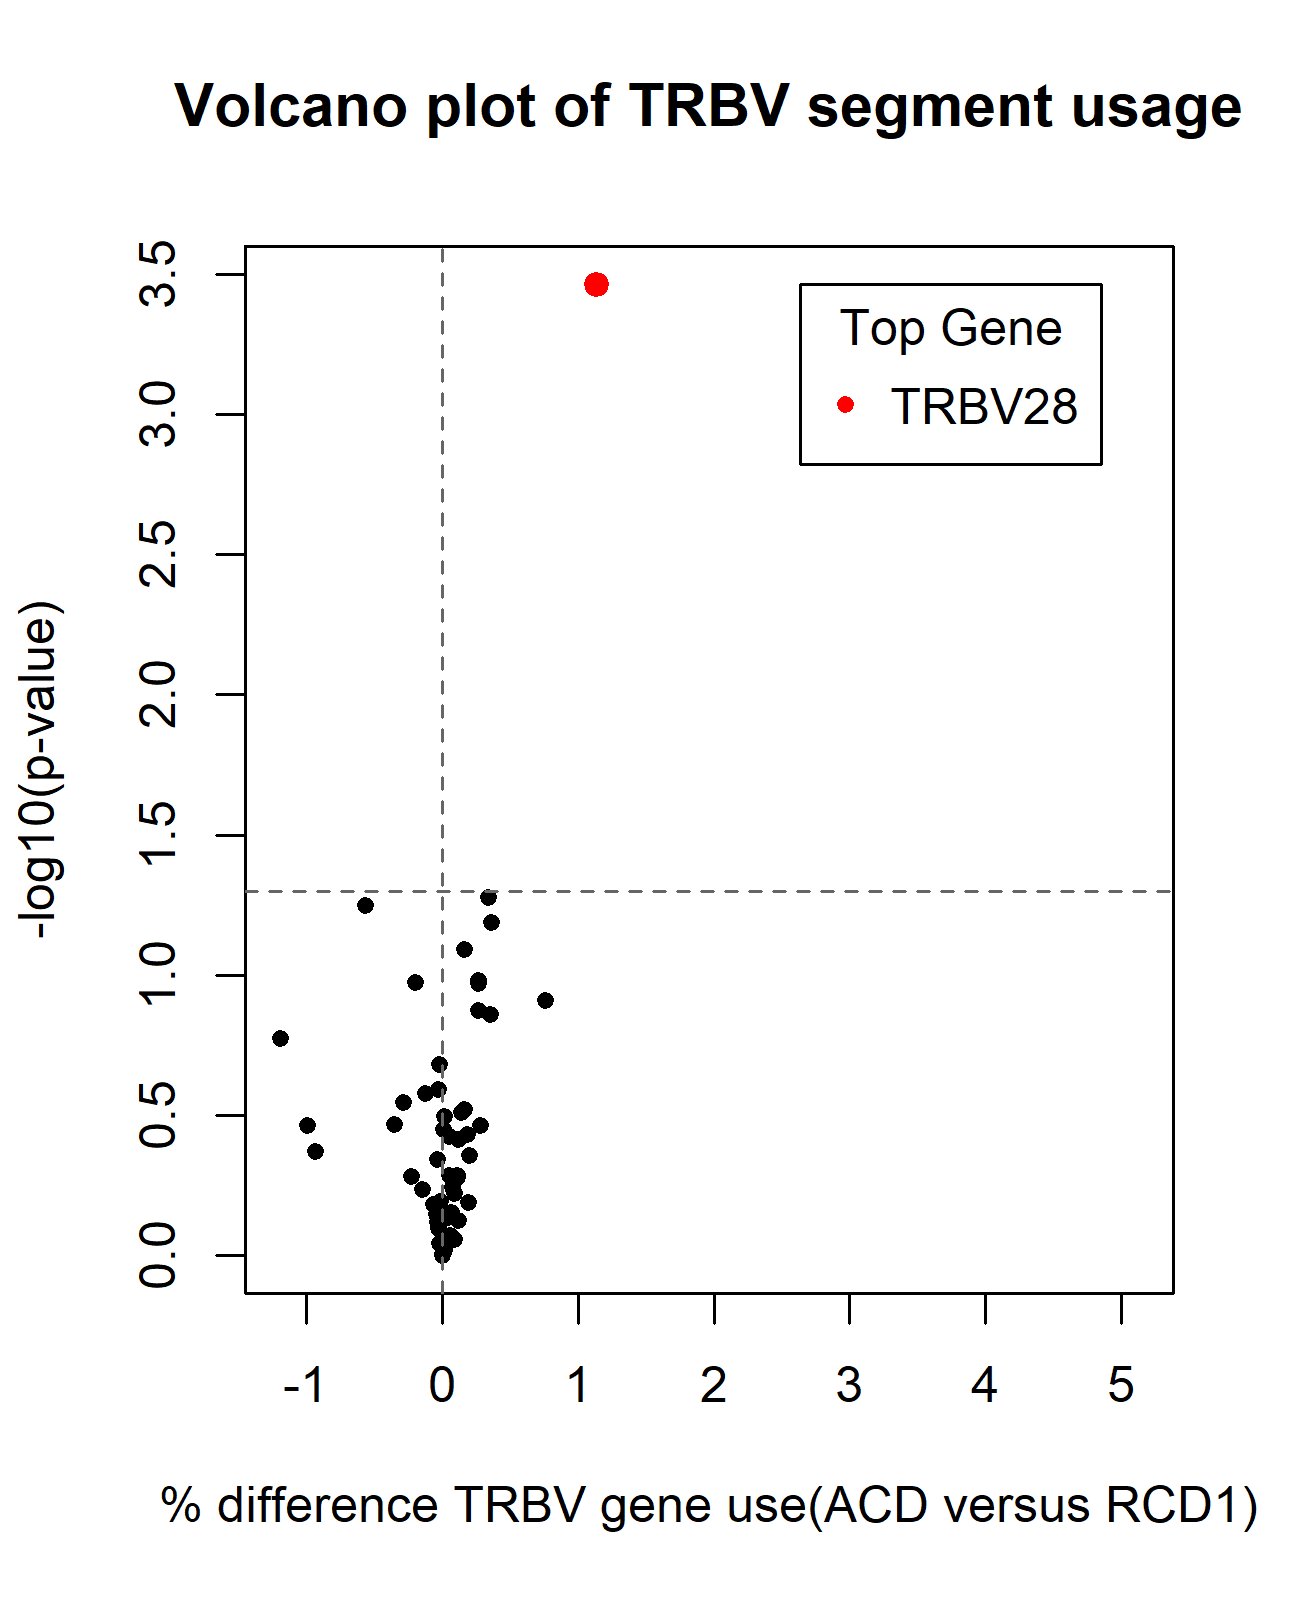 Volcano plot of TRBV segment usage
3.5
3.0
2.5
2.0
1.5
1.0
0.5
0.0
-log10(p-value)
Top Gene
TRBV28
-1 0 1 2 3 4 5
% difference TRBV gene use(ACD versus RCD1)